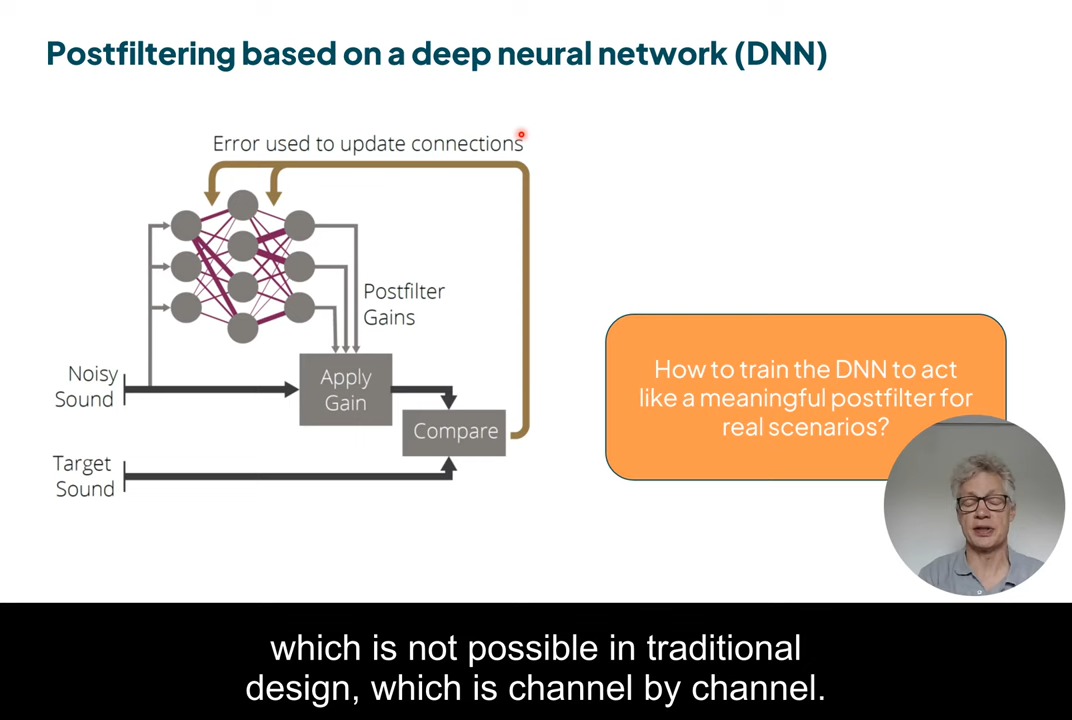 Postfiltering based on a deep neural network (DNN)
Error used to update connections
Postfilter
Gains
Noisy
Sound
Apply
Gain
Compare
Target
Sound
How to train the DNN to act
like a meaningful postfilter for
real scenarios?
which is not possible in traditional
design, which is channel by channel.